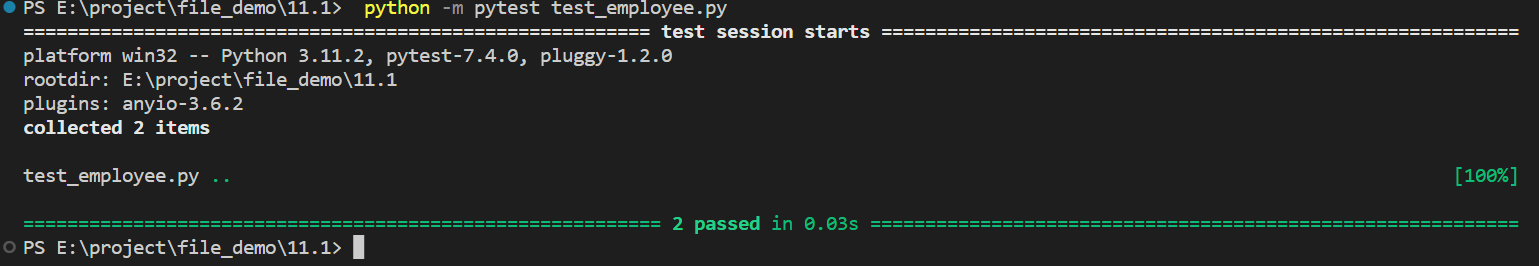 PS E:\project\file_demo\11.1> python -m pytest test_employee.py
========================================================= test session starts ==========================================================
platform win32 -- Python 3.11.2, pytest-7.4.0, pluggy-1.2.0
rootdir: E:\project\file_demo\11.1
plugins: anyio-3.6.2
collected 2 items
test_employee.py .. [100%]
========================================================== 2 passed in 0.03s ===========================================================
PS E:\project\file_demo\11.1>